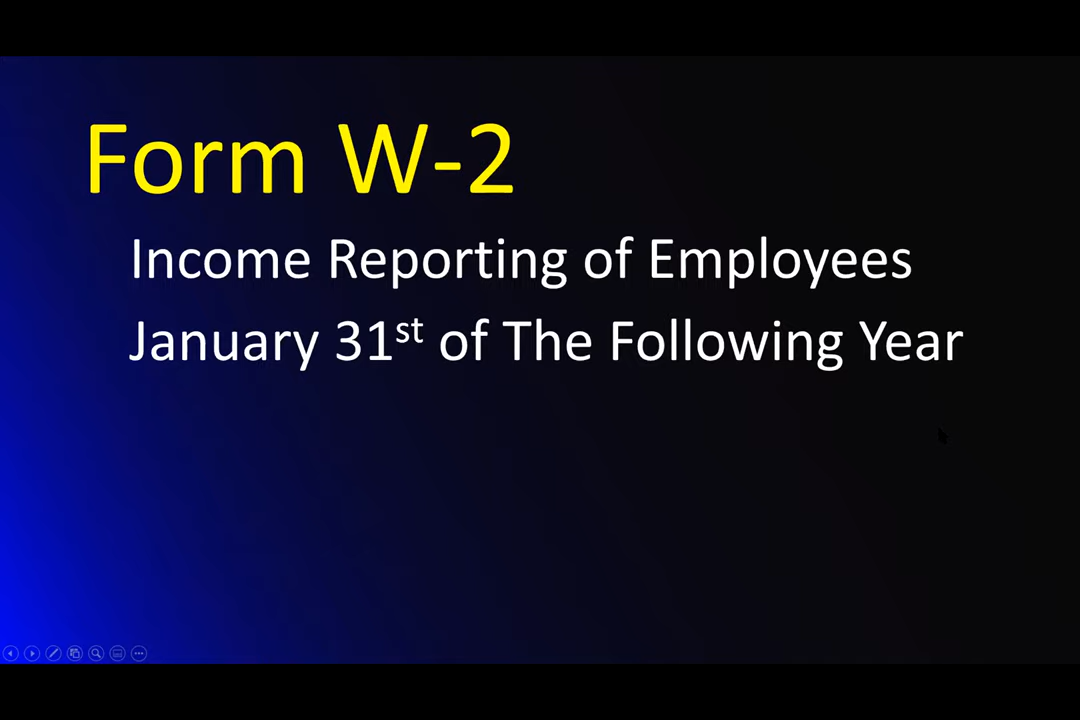 Form W-2
Income Reporting of Employees
January 31st of The Following Year